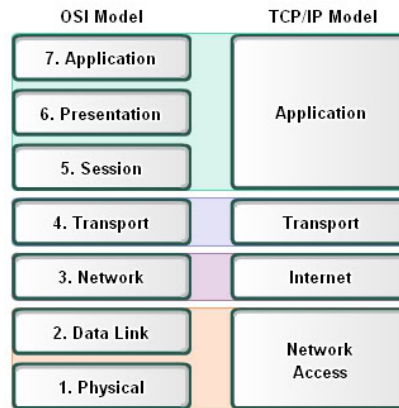 OSI Model
TCP/IP Model
7. Application
6. Presentation
5. Session
Application
4. Transport
Transport
3. Network
Internet
2. Data Link
1. Physical
Network
Access